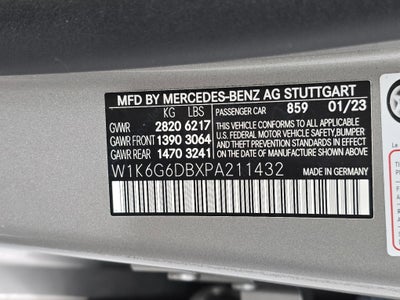 MFD BY MERCEDES-BENZ AG STUTTGART
KG LBS PASSENGER CAR 859 01/23
GVWR 2820 6217
GAWR FRONT 1390 3064
GAWR REAR 1470 3241
THIS VEHICLE CONFORMS TO ALL APPLICABLE
U.S. FEDERAL MOTOR VEHICLE SAFETY, BUMPER
AND THEFT PREVENTION STANDARDS IN EFFECT
ON THE DATE OF MANUFACTURE SHOWN ABOVE.
W1K6G6DBXPA211432 MADE IN GERMANY